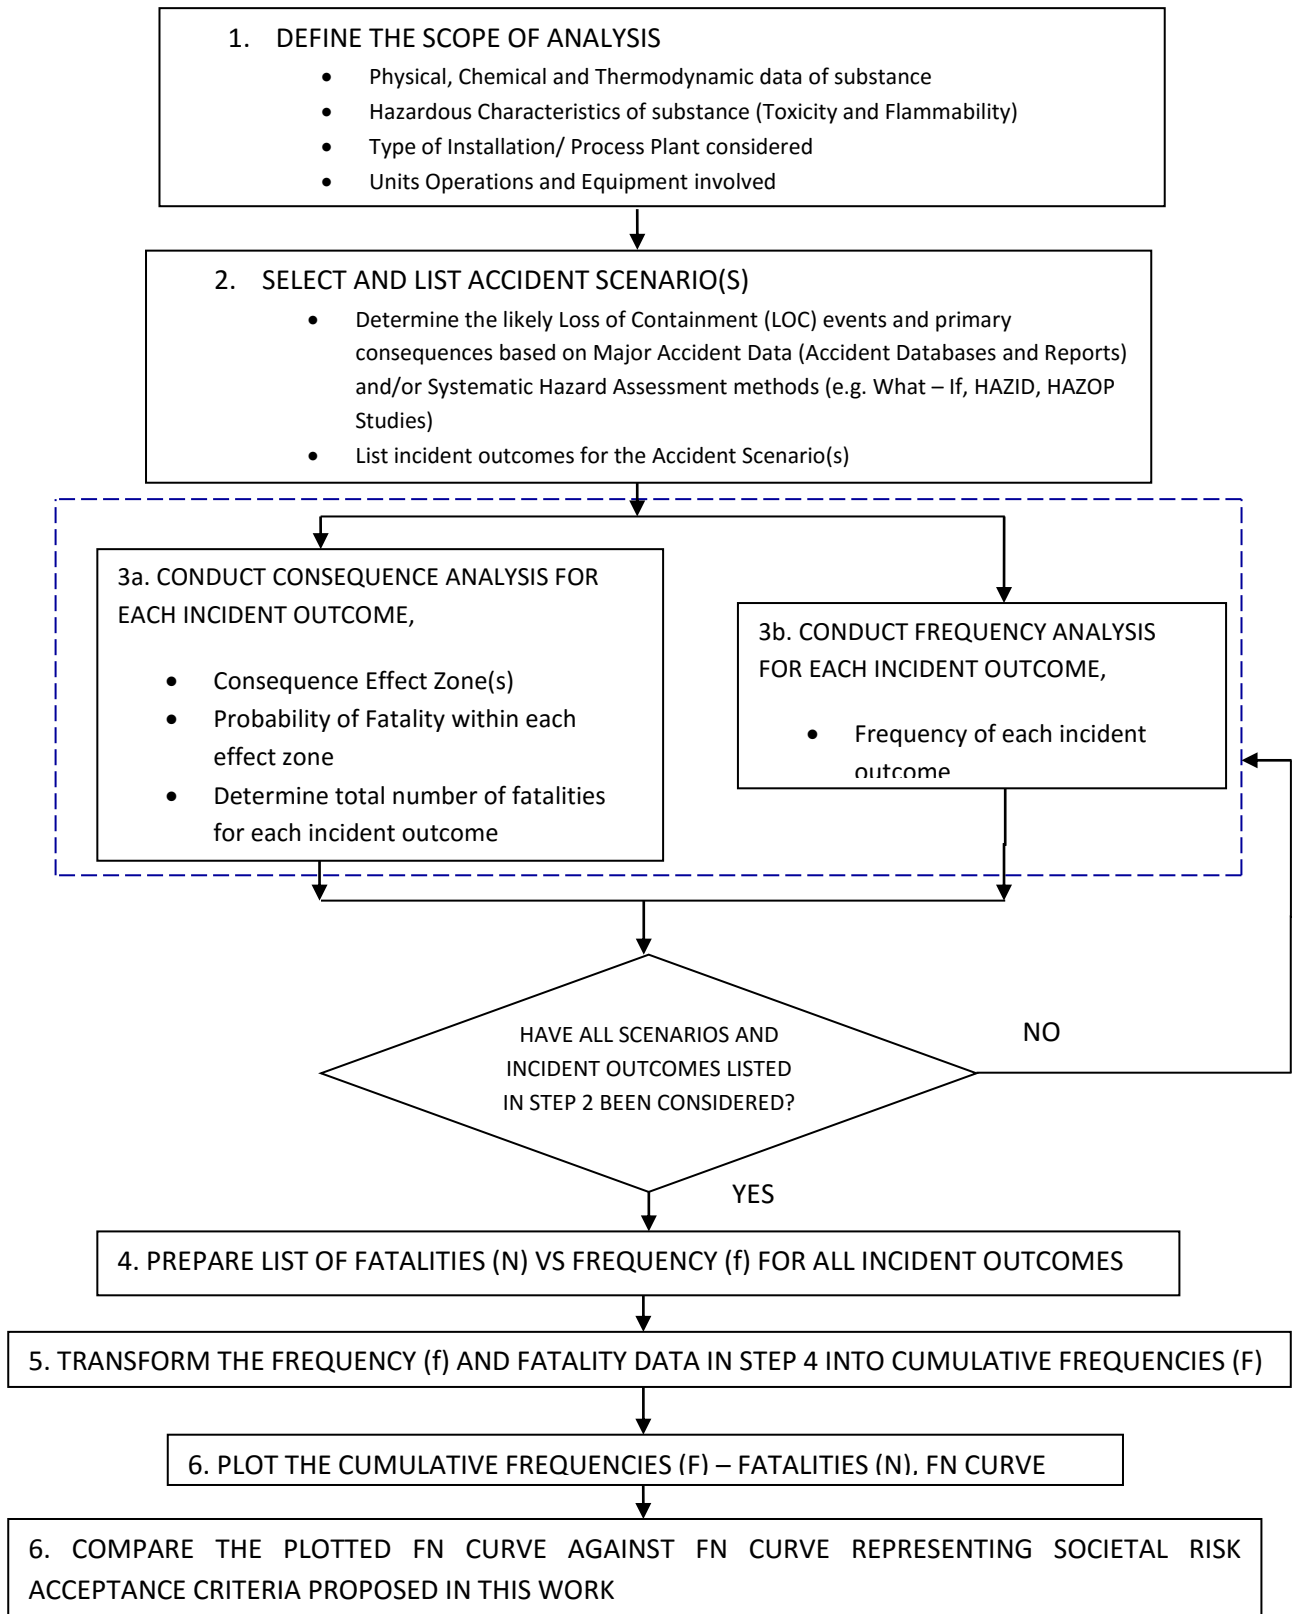 1. DEFINE THE SCOPE OF ANALYSIS
• Physical, Chemical and Thermodynamic data of substance
• Hazardous Characteristics of substance (Toxicity and Flammability)
• Type of Installation/ Process Plant considered
• Units Operations and Equipment involved
2. SELECT AND LIST ACCIDENT SCENARIO(S)
• Determine the likely Loss of Containment (LOC) events and primary
consequences based on Major Accident Data (Accident Databases and Reports)
and/or Systematic Hazard Assessment methods (e.g. What – If, HAZID, HAZOP
Studies)
• List incident outcomes for the Accident Scenario(s)
3a. CONDUCT CONSEQUENCE ANALYSIS FOR
EACH INCIDENT OUTCOME,
• Consequence Effect Zone(s)
• Probability of Fatality within each
effect zone
• Determine total number of fatalities
for each incident outcome
3b. CONDUCT FREQUENCY ANALYSIS
FOR EACH INCIDENT OUTCOME,
• Frequency of each incident
outcome
HAVE ALL SCENARIOS AND
INCIDENT OUTCOMES LISTED
IN STEP 2 BEEN CONSIDERED?
NO
YES
4. PREPARE LIST OF FATALITIES (N) VS FREQUENCY (f) FOR ALL INCIDENT OUTCOMES
5. TRANSFORM THE FREQUENCY (f) AND FATALITY DATA IN STEP 4 INTO CUMULATIVE FREQUENCIES (F)
6. PLOT THE CUMULATIVE FREQUENCIES (F) – FATALITIES (N), FN CURVE
6. COMPARE THE PLOTTED FN CURVE AGAINST FN CURVE REPRESENTING SOCIETAL RISK
ACCEPTANCE CRITERIA PROPOSED IN THIS WORK